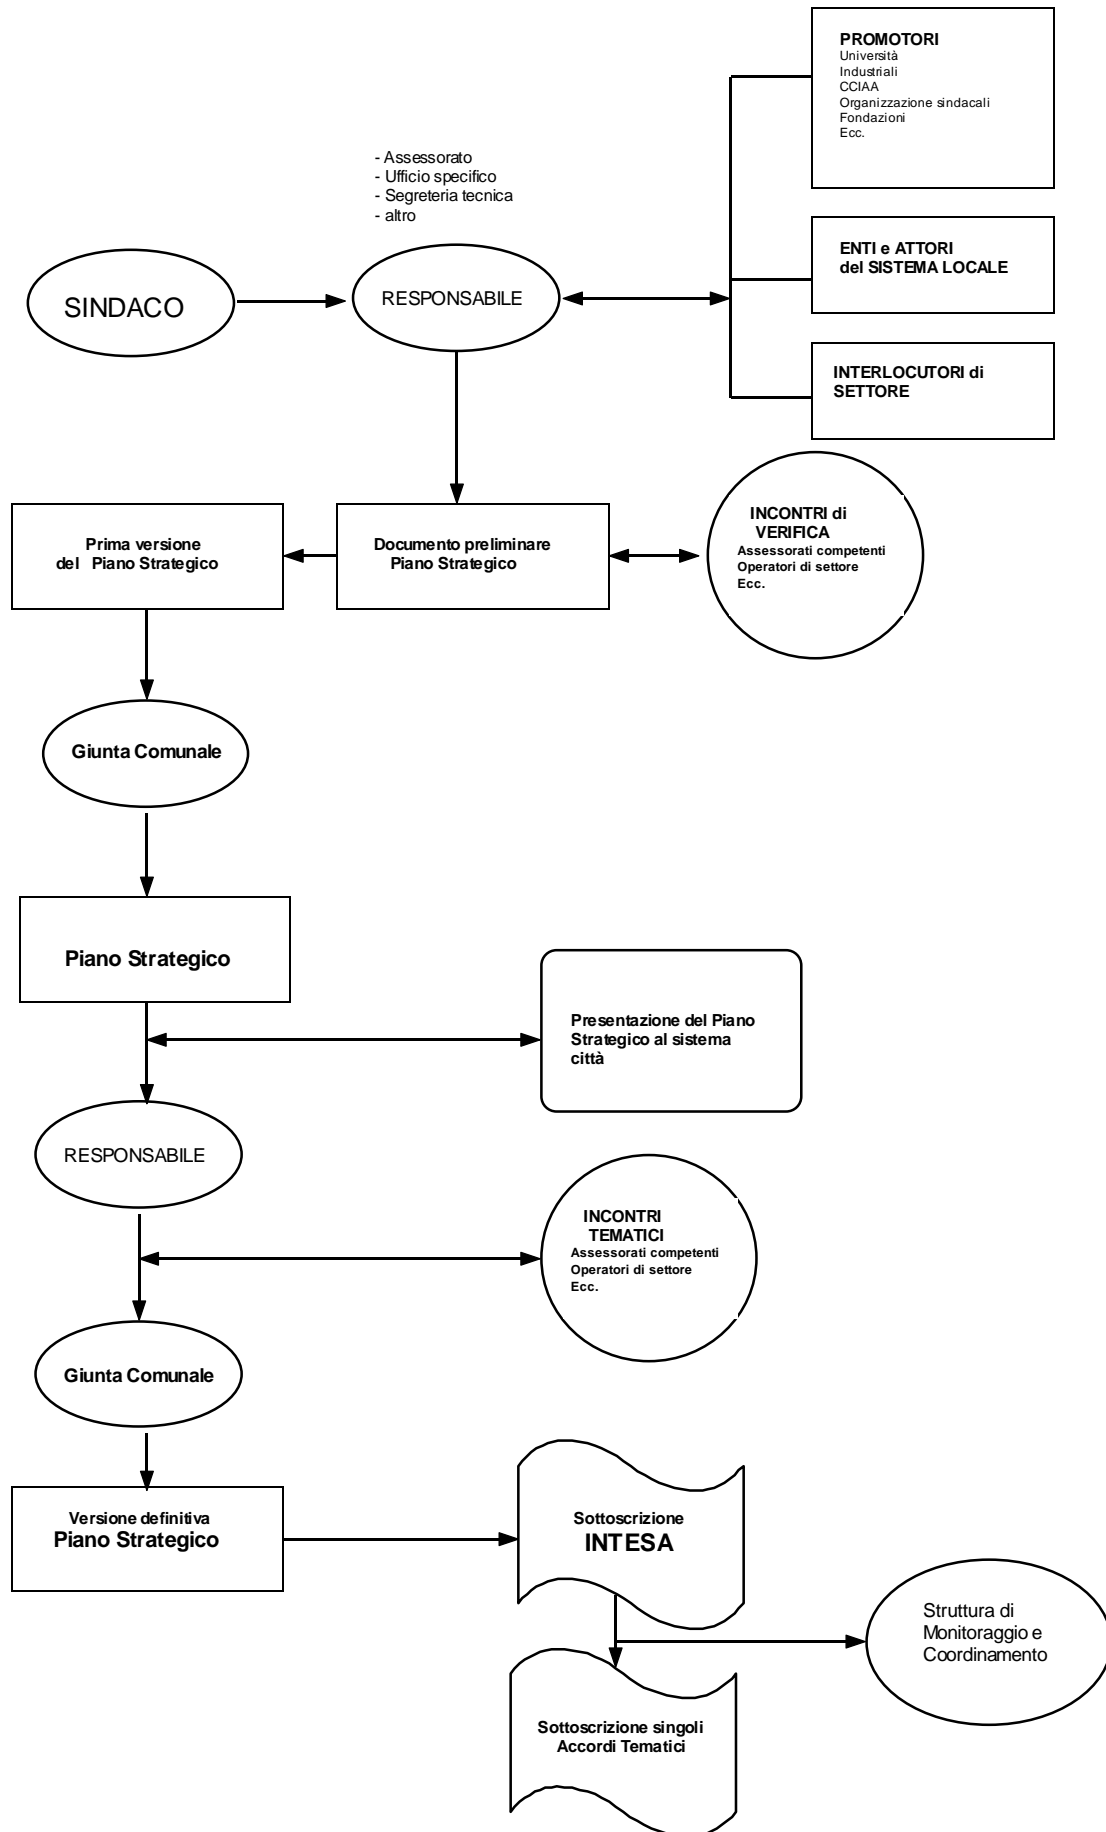 PROMOTORI
Università
Industriali
CCIAA
Organizzazione sindacali
Fondazioni
Ecc.
- Assessorato
- Ufficio specifico
- Segreteria tecnica
- altro
SINDACO
RESPONSABILE
ENTI e ATTORI
del SISTEMA LOCALE
INTERLOCUTORI di
SETTORE
Prima versione
del Piano Strategico
Documento preliminare
Piano Strategico
INCONTRI di
VERIFICA
Assessorati competenti
Operatori di settore
Ecc.
Giunta Comunale
Piano Strategico
Presentazione del Piano
Strategico al sistema
città
RESPONSABILE
INCONTRI
TEMATICI
Assessorati competenti
Operatori di settore
Ecc.
Giunta Comunale
Versione definitiva
Piano Strategico
Sottoscrizione
INTESA
Struttura di
Monitoraggio e
Coordinamento
Sottoscrizione singoli
Accordi Tematici